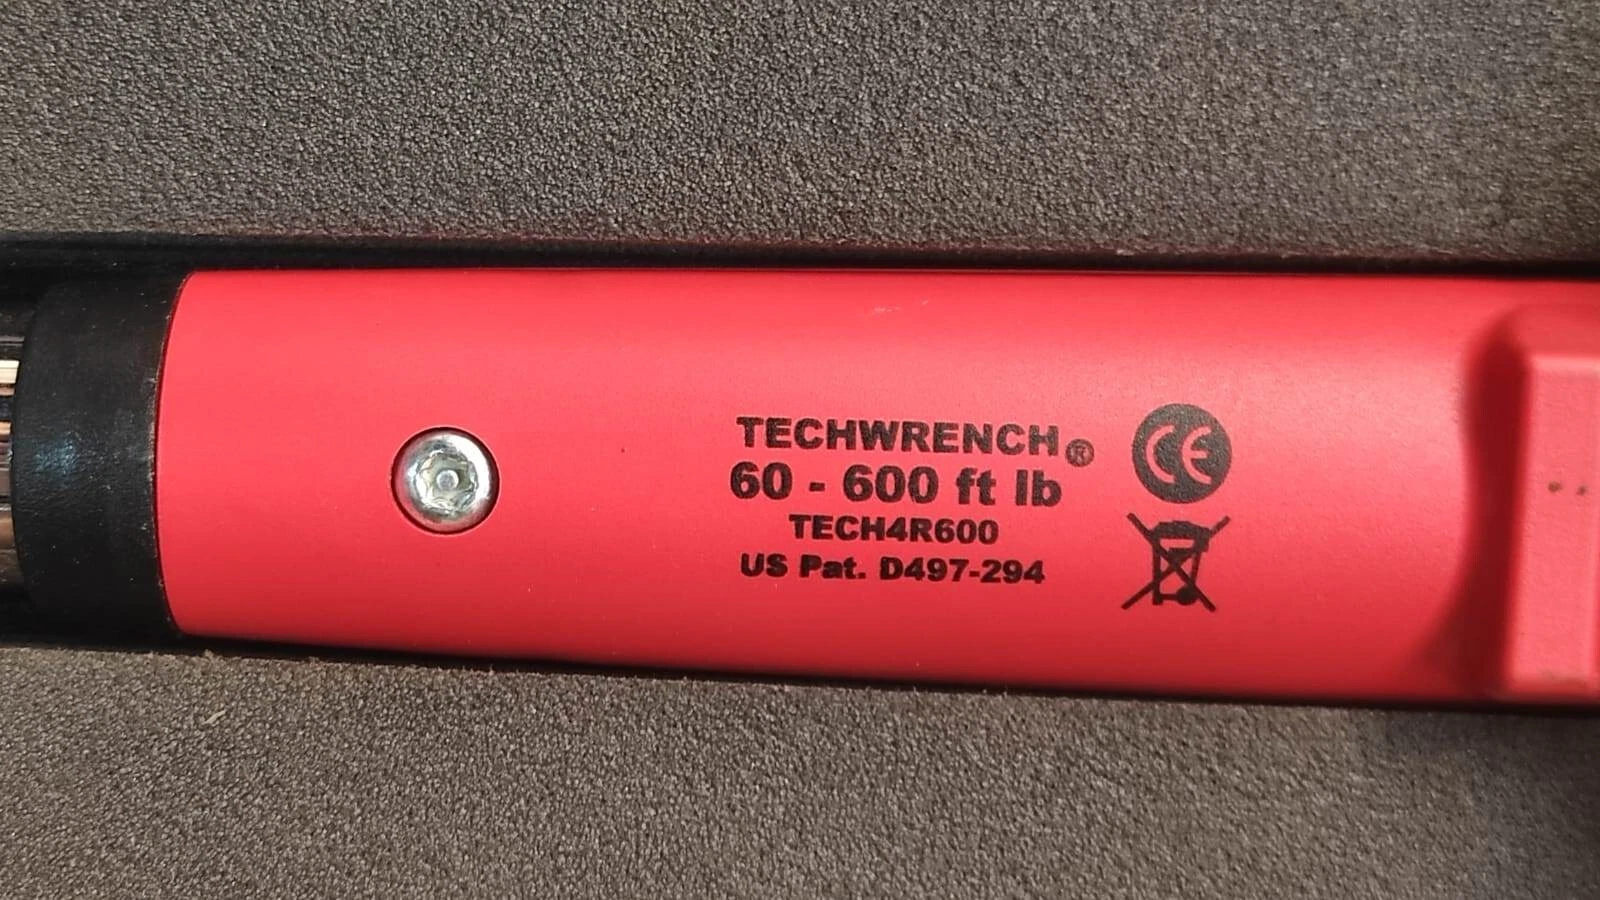 TECHWRENCH®
60 - 600 ft lb
TECH4R600
US Pat. D497-294
CE